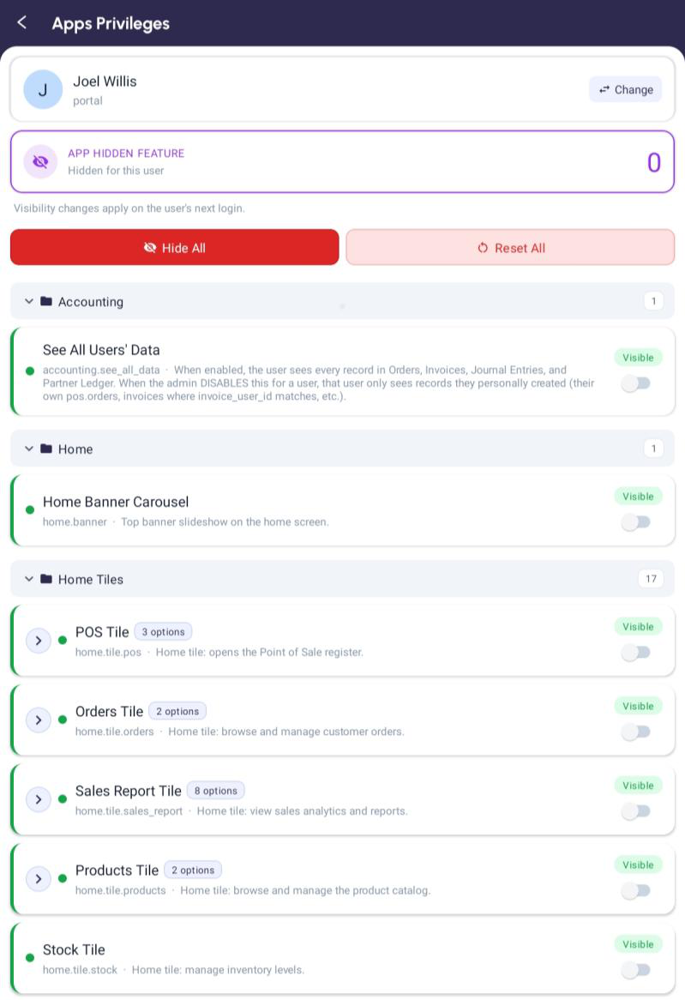 Apps Privileges
J
Joel Willis
portal
Change
APP HIDDEN FEATURE
Hidden for this user
0
Visibility changes apply on the user's next login.
Hide All
Reset All
Accounting
1
See All Users' Data
accounting.see_all_data · When enabled, the user sees every record in Orders, Invoices, Journal Entries, and
Partner Ledger. When the admin DISABLES this for a user, that user only sees records they personally created (their
own pos.orders, invoices where invoice_user_id matches, etc.).
Visible
Home
1
Home Banner Carousel
home.banner · Top banner slideshow on the home screen.
Visible
Home Tiles
17
POS Tile 3 options
home.tile.pos · Home tile: opens the Point of Sale register.
Visible
Orders Tile 2 options
home.tile.orders · Home tile: browse and manage customer orders.
Visible
Sales Report Tile 8 options
home.tile.sales_report · Home tile: view sales analytics and reports.
Visible
Products Tile 2 options
home.tile.products · Home tile: browse and manage the product catalog.
Visible
Stock Tile
home.tile.stock · Home tile: manage inventory levels.
Visible